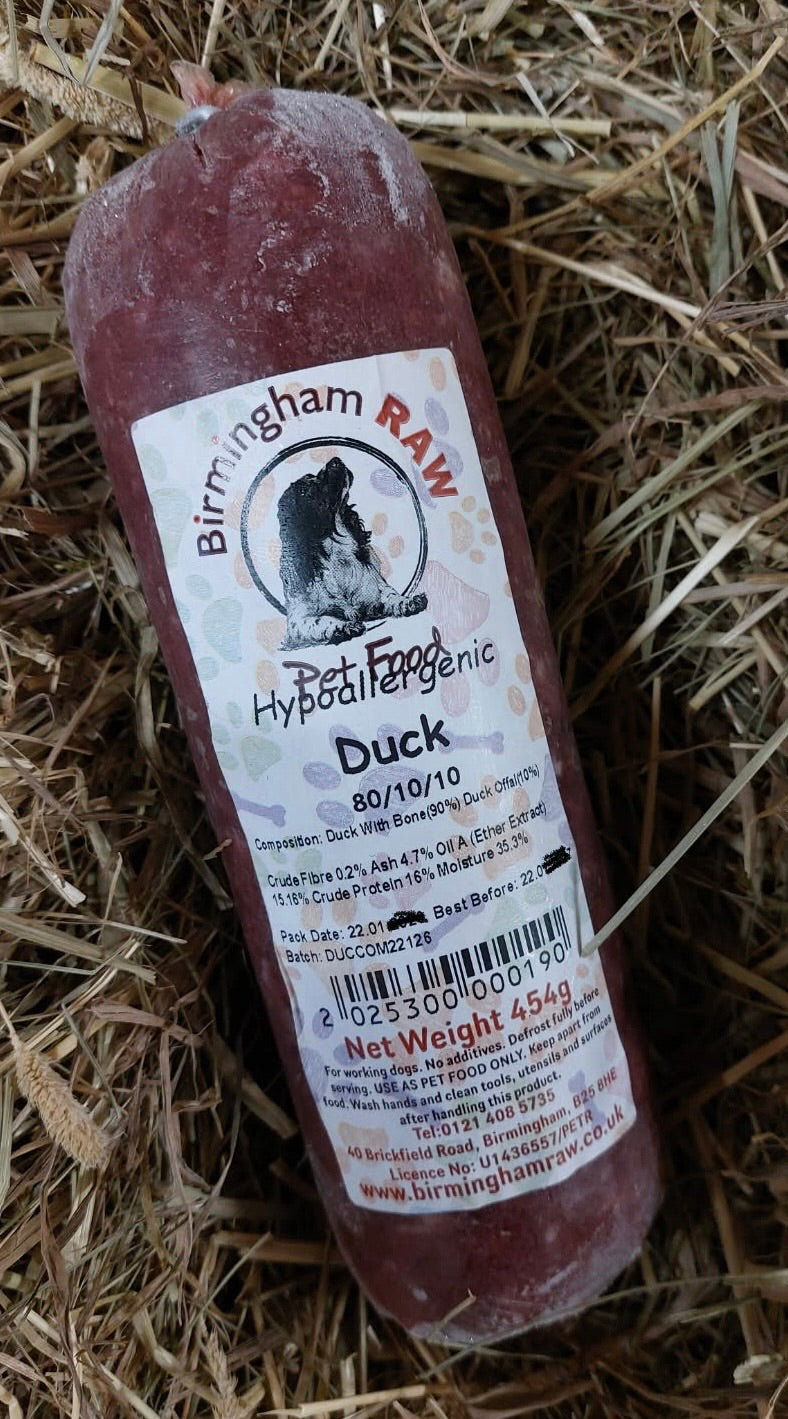 Birmingham RAW
Pet Food
Hypoallergenic
Duck
80/10/10
Composition: Duck With Bone(90%) Duck Offal(10%)
Crude Fibre 0.2% Ash 4.7% Oil A (Ether Extract)
15.16% Crude Protein 16% Moisture 35.3%
Pack Date: 22.01 Best Before: 22.0
Batch: DUCCOM22126
2 025300 000190
Net Weight 454g
For working dogs. No additives. Defrost fully before
serving. USE AS PET FOOD ONLY. Keep apart from
food. Wash hands and clean tools, utensils and surfaces
after handling this product.
Tel:0121 408 5735
40 Brickfield Road, Birmingham, B25 8HE
Licence No: U1436557/PETR
www.birminghamraw.co.uk